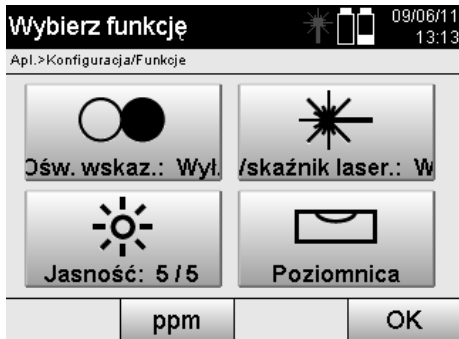 Wybierz funkcję
09/06/11
13:13
Apl.>Konfiguracja/Funkcje
Ośw. wskaz.: Wył.
/skaźnik laser.: W
Jasność: 5/5
Poziomnica
ppm
OK